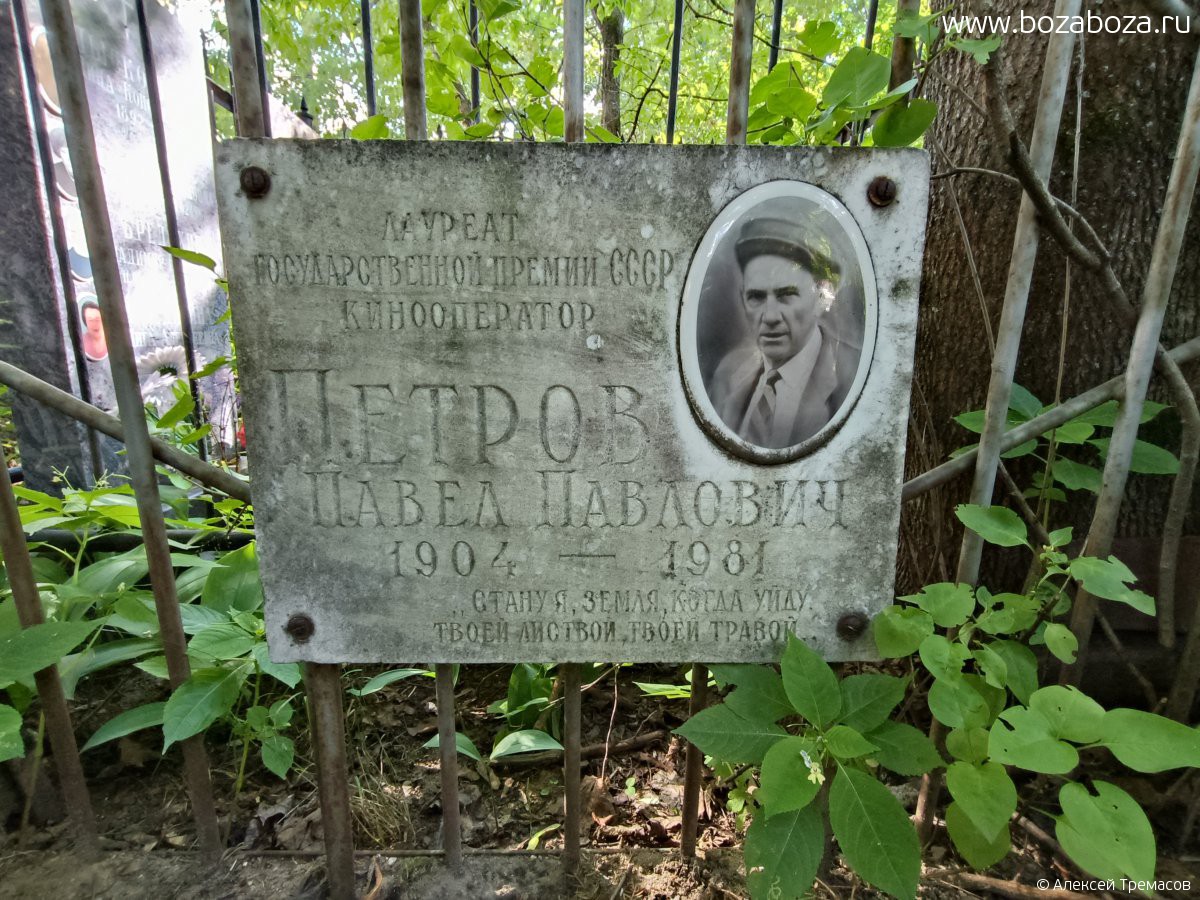 www.bozaboza.ru
ЛАУРЕАТ
ГОСУДАРСТВЕННОЙ ПРЕМИИ СССР
КИНООПЕРАТОР
ПЕТРОВ
ПАВЕЛ ПАВЛОВИЧ
1904 — 1981
„СТАНУ Я, ЗЕМЛЯ, КОГДА УЙДУ,
ТВОЕЙ ЛИСТВОЙ, ТВОЕЙ ТРАВОЙ...
© Алексей Тремасов